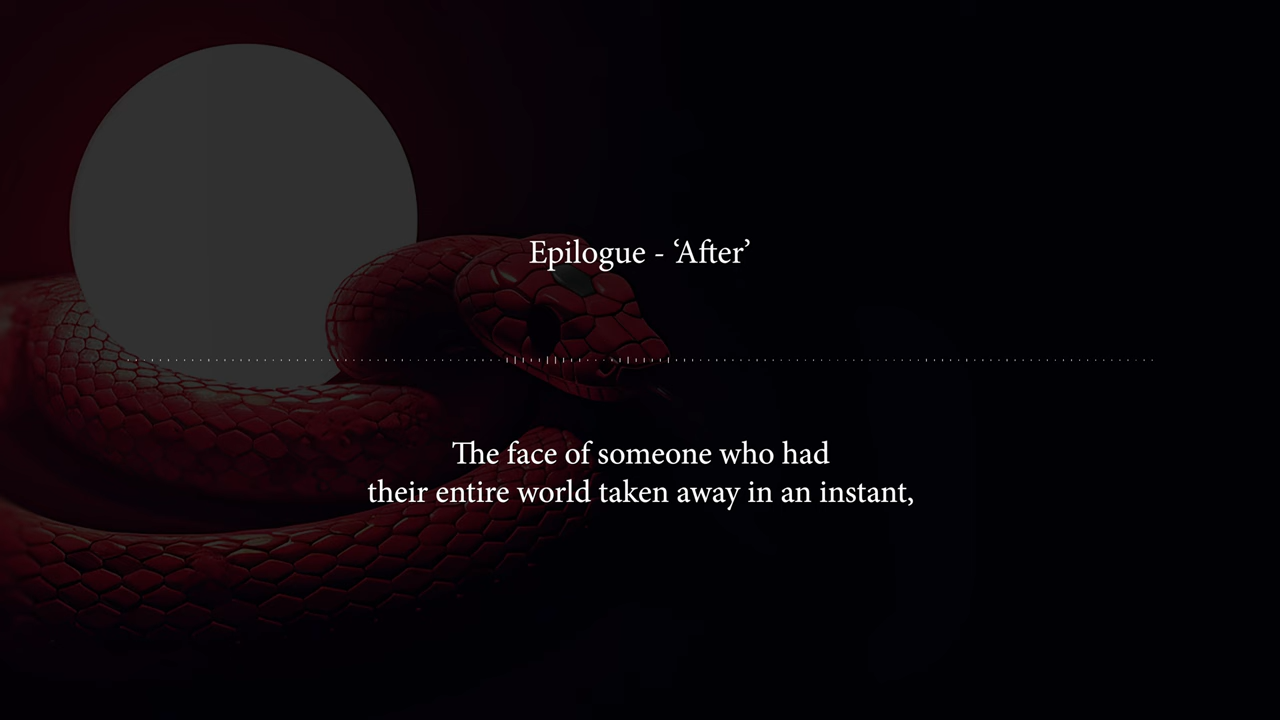 Epilogue - ‘After’
The face of someone who had
their entire world taken away in an instant,